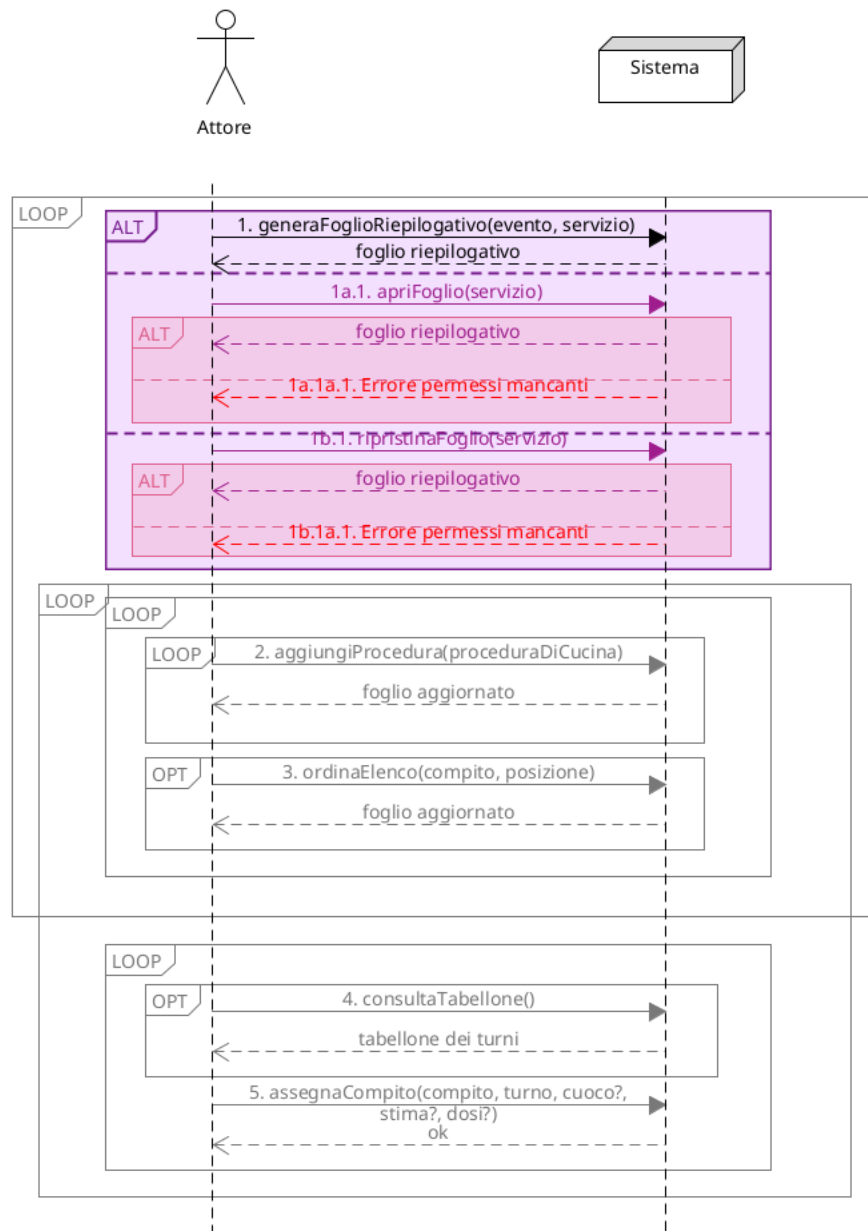 Attore
Sistema
LOOP
ALT
1. generaFoglioRiepilogativo(evento, servizio)
foglio riepilogativo
1a.1. apriFoglio(servizio)
ALT
foglio riepilogativo
1a.1a.1. Errore permessi mancanti
1b.1. ripristinaFoglio(servizio)
ALT
foglio riepilogativo
1b.1a.1. Errore permessi mancanti
LOOP
LOOP
LOOP
2. aggiungiProcedura(proceduraDiCucina)
foglio aggiornato
OPT
3. ordinaElenco(compito, posizione)
foglio aggiornato
LOOP
OPT
4. consultaTabellone()
tabellone dei turni
5. assegnaCompito(compito, turno, cuoco?,
stima?, dosi?)
ok